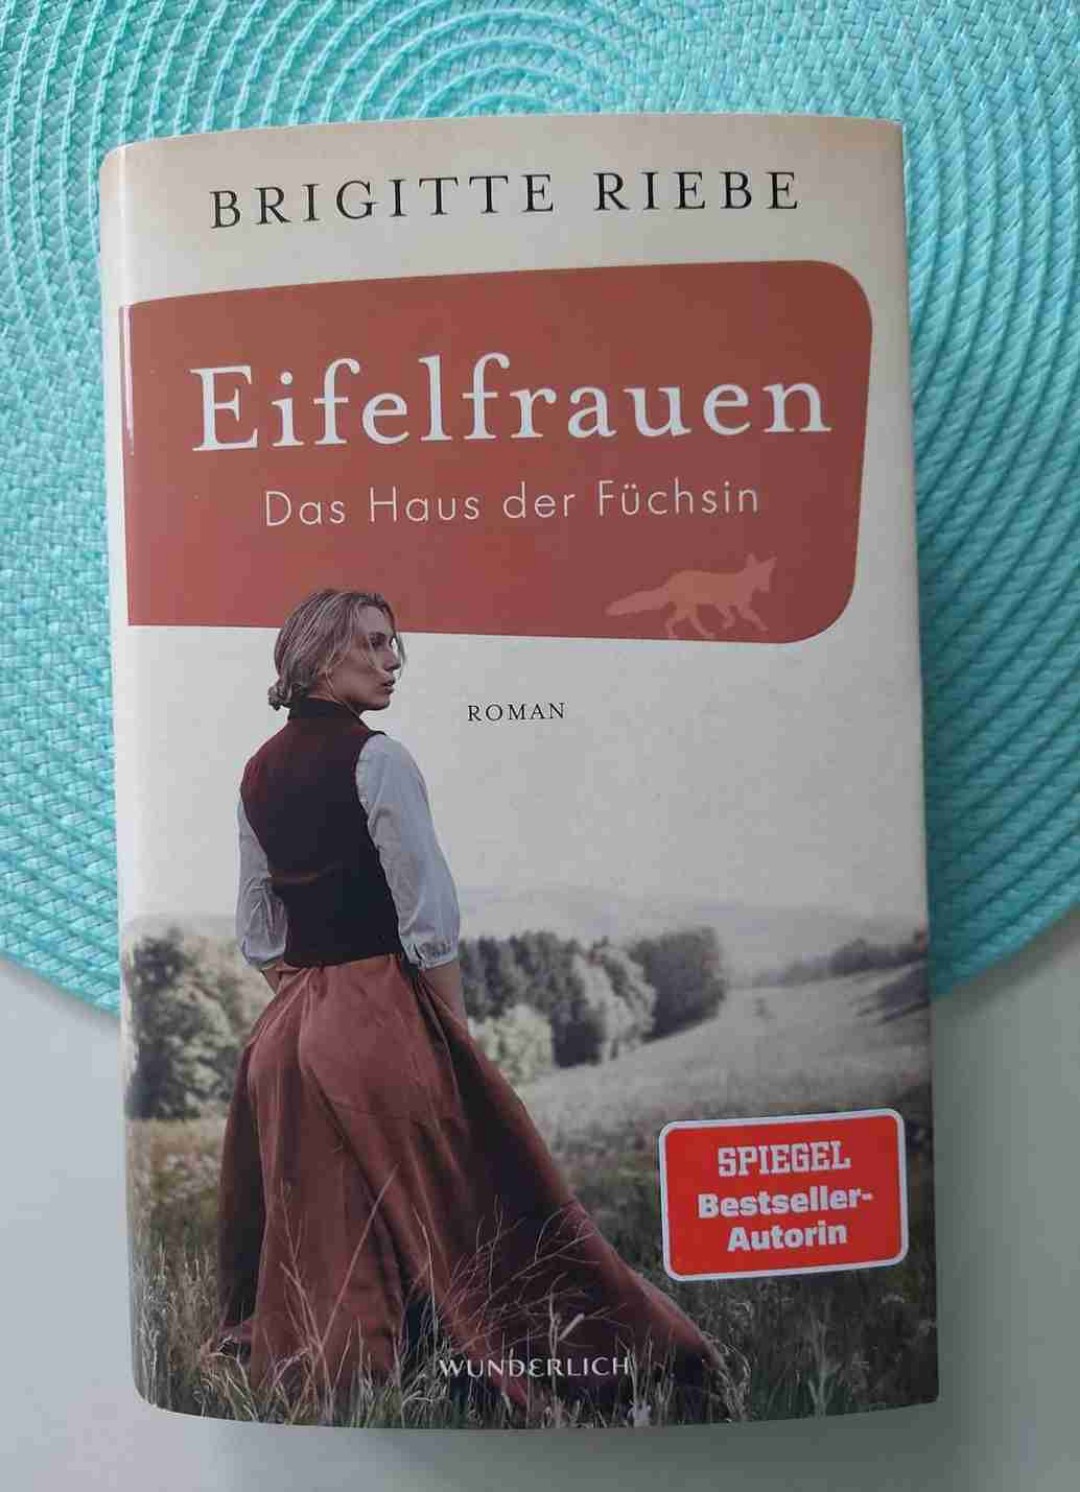 BRIGITTE RIEBE
Eifelfrauen
Das Haus der Füchsin
ROMAN
SPIEGEL
Bestseller-
Autorin
WUNDERLICH